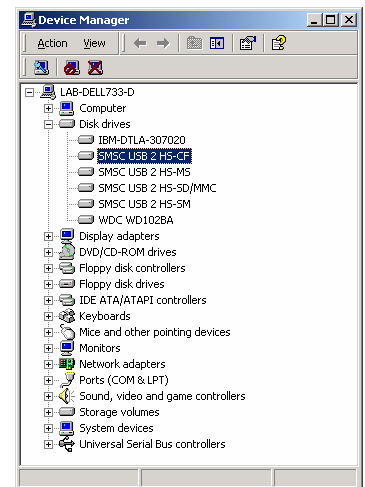 Device Manager
Action View
LAB-DELL733-D
Computer
Disk drives
IBM-DTLA-307020
SMSC USB 2 HS-CF
SMSC USB 2 HS-MS
SMSC USB 2 HS-SD/MMC
SMSC USB 2 HS-SM
WDC WD102BA
Display adapters
DVD/CD-ROM drives
Floppy disk controllers
Floppy disk drives
IDE ATA/ATAPI controllers
Keyboards
Mice and other pointing devices
Monitors
Network adapters
Ports (COM & LPT)
Sound, video and game controllers
Storage volumes
System devices
Universal Serial Bus controllers